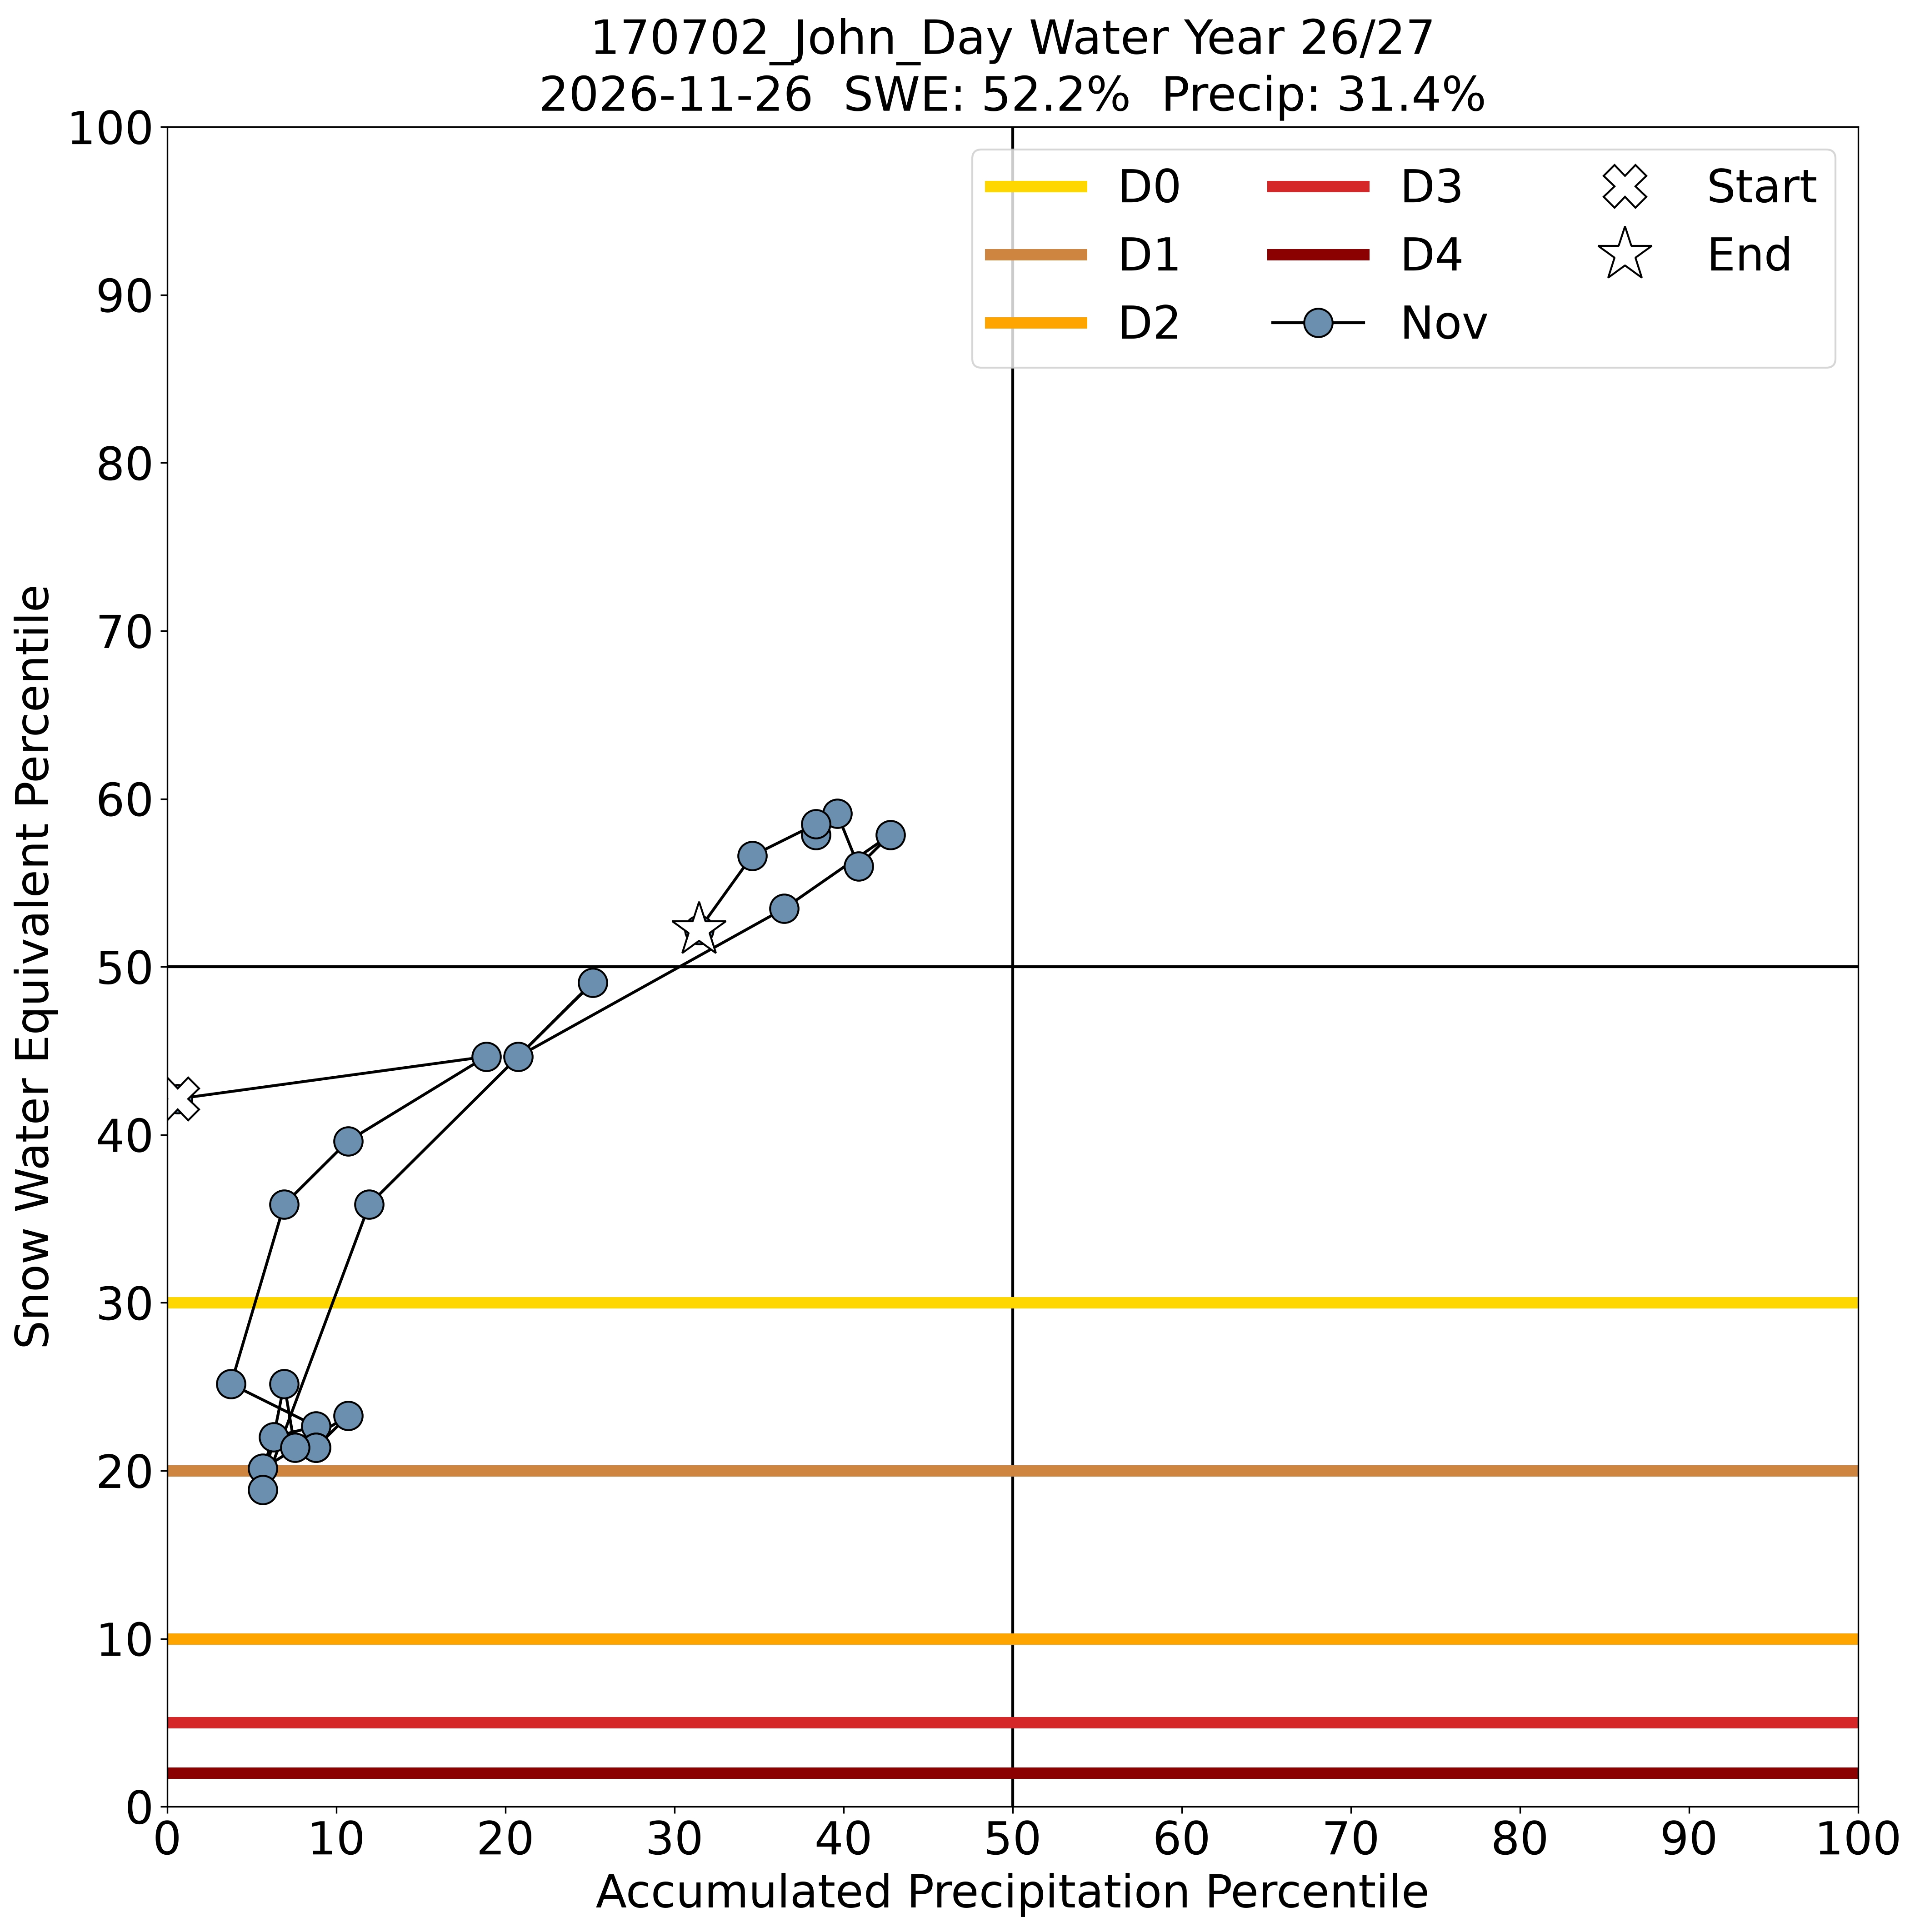 170702_John_Day Water Year 26/27
2026-11-26 SWE: 52.2% Precip: 31.4%
D0
D1
D2
D3
D4
Nov
Start
End
100
90
80
70
60
50
40
30
20
10
0
Snow Water Equivalent Percentile
0 10 20 30 40 50 60 70 80 90 100
Accumulated Precipitation Percentile